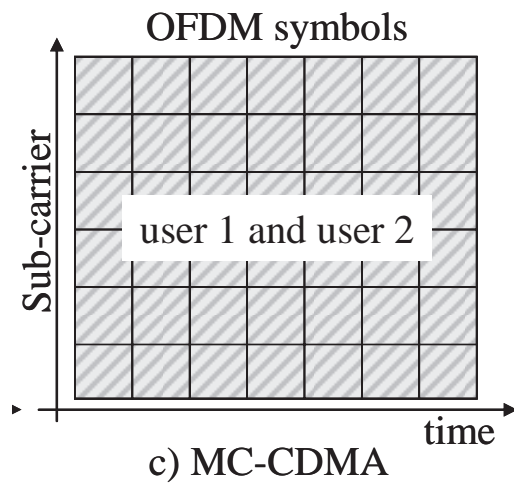 OFDM symbols
Sub-carrier
user 1 and user 2
time
c) MC-CDMA